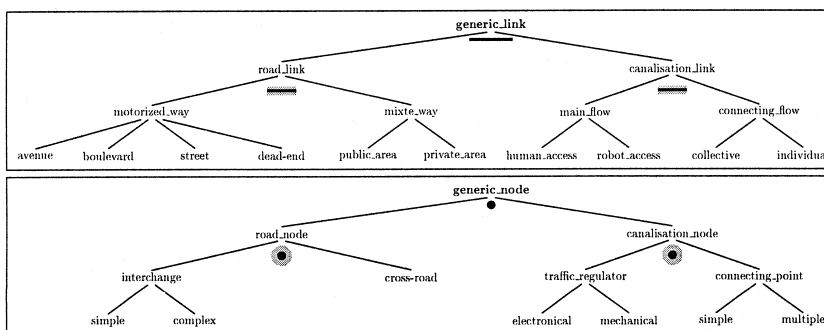 generic_link
road_link canalisation_link
motorized_way mixte_way main_flow connecting_flow
avenue boulevard street dead-end public_area private_area human_access robot_access collective individua
generic_node
road_node canalisation_node
interchange cross-road traffic_regulator connecting_point
simple complex electronical mechanical simple multiple